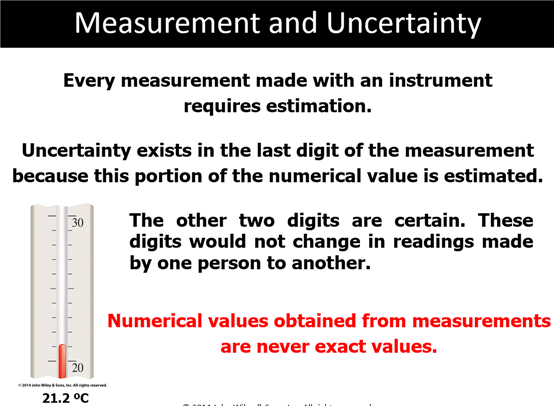 Measurement and Uncertainty
Every measurement made with an instrument
requires estimation.
Uncertainty exists in the last digit of the measurement
because this portion of the numerical value is estimated.
30
The other two digits are certain. These
digits would not change in readings made
by one person to another.
Numerical values obtained from measurements
are never exact values.
20
© 2014 John Wiley & Sons, Inc. All rights reserved.
21.2 ºC